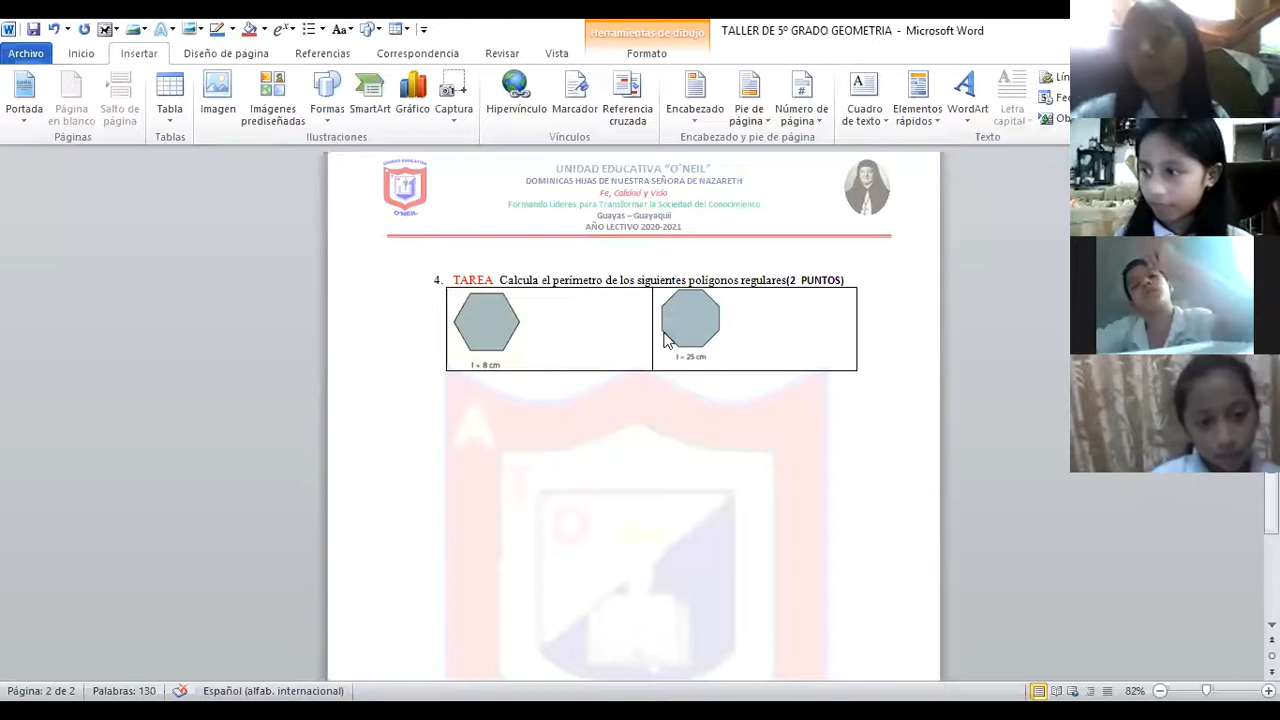 Herramientas de dibujo
TALLER DE 5º GRADO GEOMETRIA - Microsoft Word
Archivo Inicio Insertar Diseño de página Referencias Correspondencia Revisar Vista Formato
Portada
Página en blanco
Salto de página
Tabla
Imagen
Imágenes prediseñadas
Formas
SmartArt
Gráfico
Captura
Hipervínculo
Marcador
Referencia cruzada
Encabezado
Pie de página
Número de página
Cuadro de texto
Elementos rápidos
WordArt
Letra capital
Páginas
Tablas
Ilustraciones
Vínculos
Encabezado y pie de página
Texto
O'NEIL
UNIDAD EDUCATIVA "O´NEIL"
DOMINICAS HIJAS DE NUESTRA SEÑORA DE NAZARETH
Fe, Calidad y Vida
Formando Lideres para Transformar la Sociedad del Conocimiento
Guayas – Guayaquil
AÑO LECTIVO 2020-2021
4. TAREA Calcula el perímetro de los siguientes polígonos regulares(2 PUNTOS)
l = 8 cm
l = 25 cm
Página: 2 de 2
Palabras: 130
Español (alfab. internacional)
82%